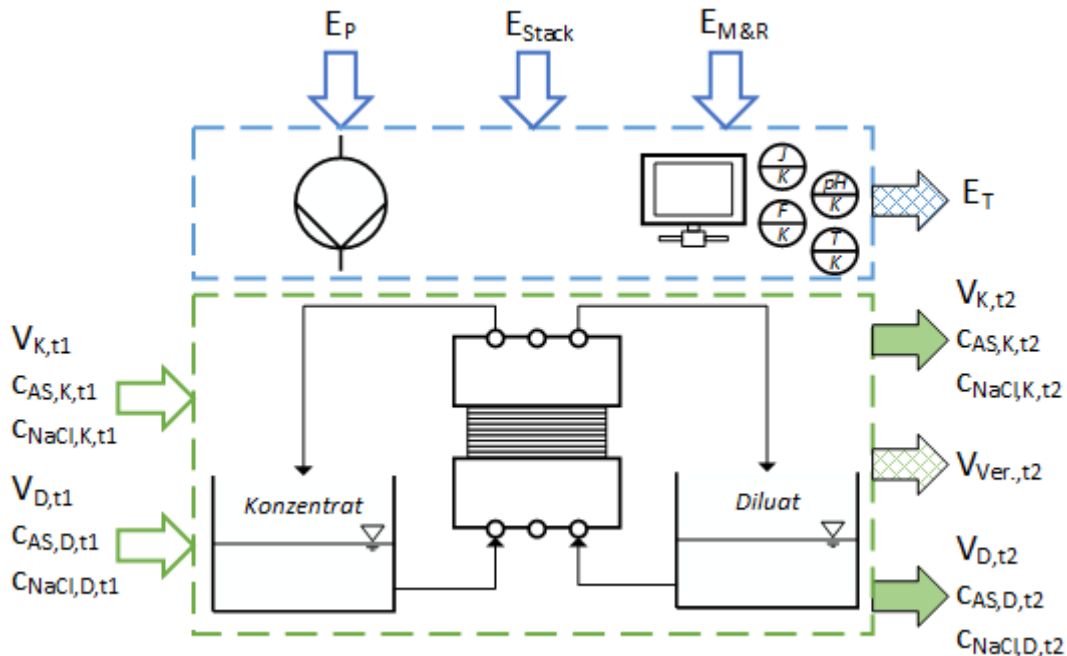 E_P
E_Stack
E_M&R
J
K
pH
K
F
K
T
K
E_T
V_K,t1
c_AS,K,t1
c_NaCl,K,t1
V_D,t1
c_AS,D,t1
c_NaCl,D,t1
Konzentrat
Diluat
V_K,t2
c_AS,K,t2
c_NaCl,K,t2
V_Ver.,t2
V_D,t2
c_AS,D,t2
c_NaCl,D,t2